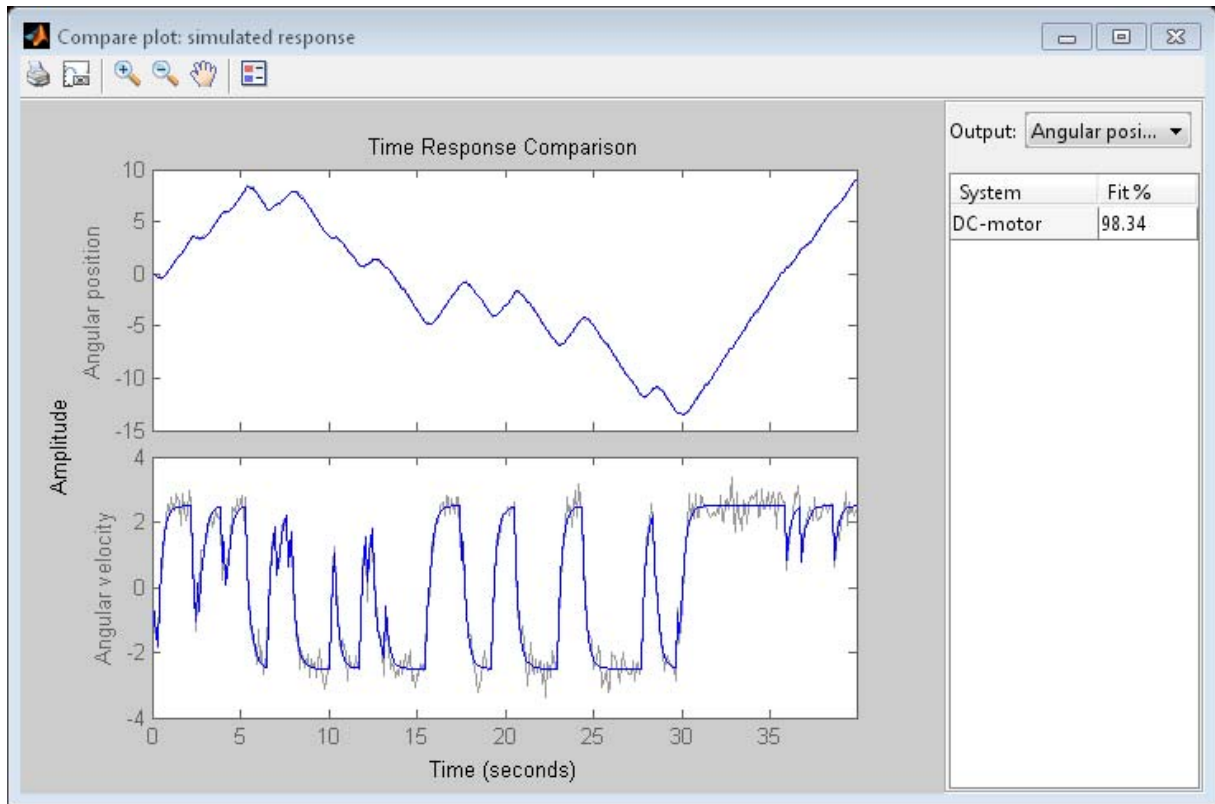 Compare plot: simulated response
Time Response Comparison
Output: Angular posi...
System Fit %
DC-motor 98.34
Amplitude
Angular position
10
5
0
-5
-10
-15
Angular velocity
4
2
0
-2
-4
0 5 10 15 20 25 30 35
Time (seconds)